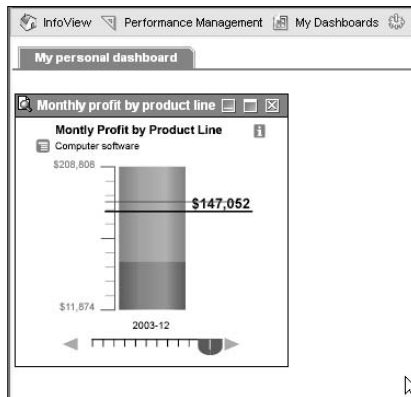 InfoView Performance Management My Dashboards
My personal dashboard
Monthly profit by product line
Montly Profit by Product Line
Computer software
$208,806
$147,052
$11,874
2003-12